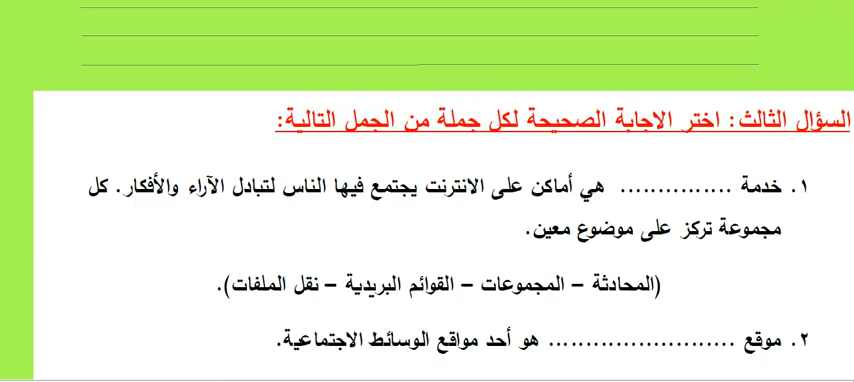 السؤال الثالث: اختر الاجابة الصحيحة لكل جملة من الجمل التالية:
١. خدمة ............... هي أماكن على الانترنت يجتمع فيها الناس لتبادل الآراء والأفكار. كل
مجموعة تركز على موضوع معين.
(المحادثة – المجموعات – القوائم البريدية – نقل الملفات).
٢. موقع ......................... هو أحد مواقع الوسائط الاجتماعية.